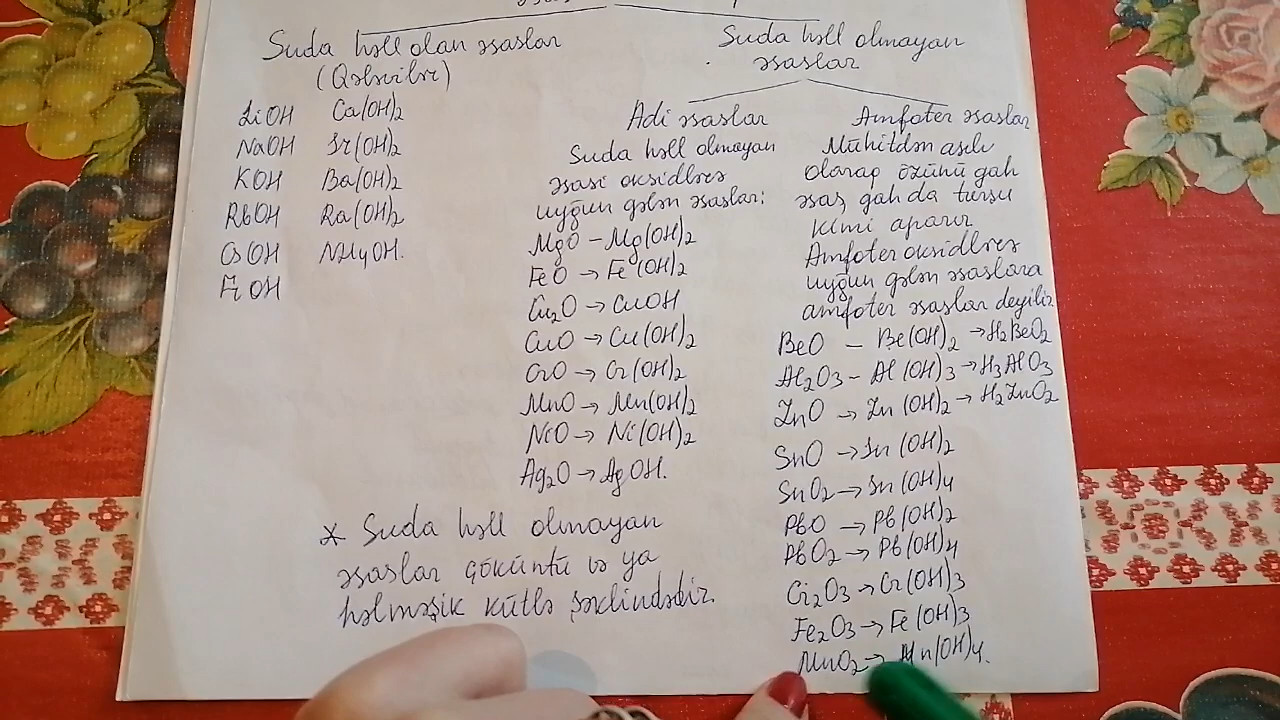 Suda həll olan əsaslar
(Qələvilər)
LiOH Ca(OH)2
NaOH Sr(OH)2
KOH Ba(OH)2
RbOH Ra(OH)2
CsOH NH4OH.
Fr OH
Suda həll olmayan
əsaslar
Adi əsaslar
Suda həll olmayan
əsasi oksidlərə
uyğun gələn əsaslar:
MgO – Mg(OH)2
FeO → Fe(OH)2
Cu2O → CuOH
CuO → Cu(OH)2
CrO → Cr(OH)2
MnO → Mn(OH)2
NiO → Ni(OH)2
Ag2O → AgOH.
Amfoter əsaslar
Mühitdən asılı
olaraq özünü gah
əsas gah da turşu
kimi aparır
Amfoter oksidlərə
uyğun gələn əsaslara
amfoter əsaslar deyilir.
BeO – Be(OH)2 → H2BeO2
Al2O3 – Al(OH)3 → H3AlO3
ZnO → Zn(OH)2 → H2ZnO2
SnO → Sn(OH)2
SnO2 → Sn(OH)4
PbO → Pb(OH)2
PbO2 → Pb(OH)4
Cr2O3 → Cr(OH)3
Fe2O3 → Fe(OH)3
MnO2 → Mn(OH)4.
* Suda həll olmayan
əsaslar çöküntü və ya
həlməşik kütlə şəklindədir.